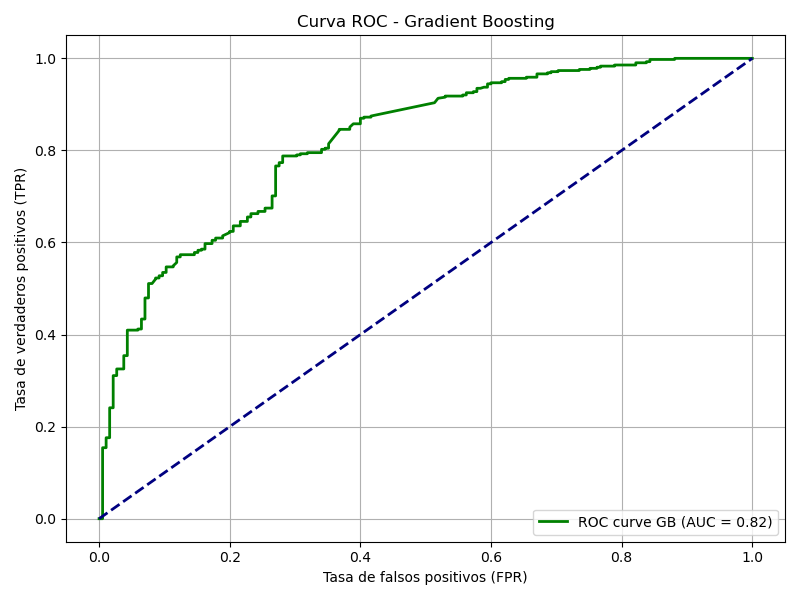 Curva ROC - Gradient Boosting
Tasa de verdaderos positivos (TPR)
1.0
0.8
0.6
0.4
0.2
0.0
ROC curve GB (AUC = 0.82)
0.0 0.2 0.4 0.6 0.8 1.0
Tasa de falsos positivos (FPR)